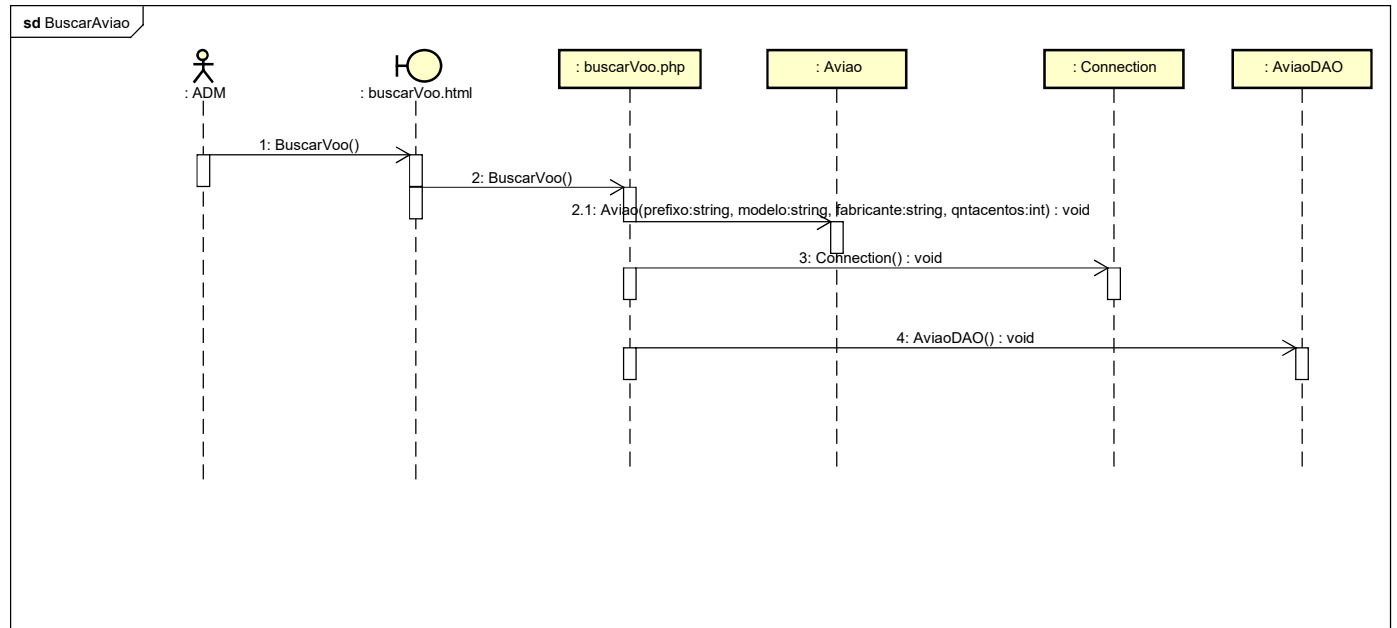 sd BuscarAviao
: ADM
: buscarVoo.html
: buscarVoo.php
: Aviao
: Connection
: AviaoDAO
1: BuscarVoo()
2: BuscarVoo()
2.1: Aviao(prefixo:string, modelo:string, fabricante:string, qntacentos:int) : void
3: Connection() : void
4: AviaoDAO() : void